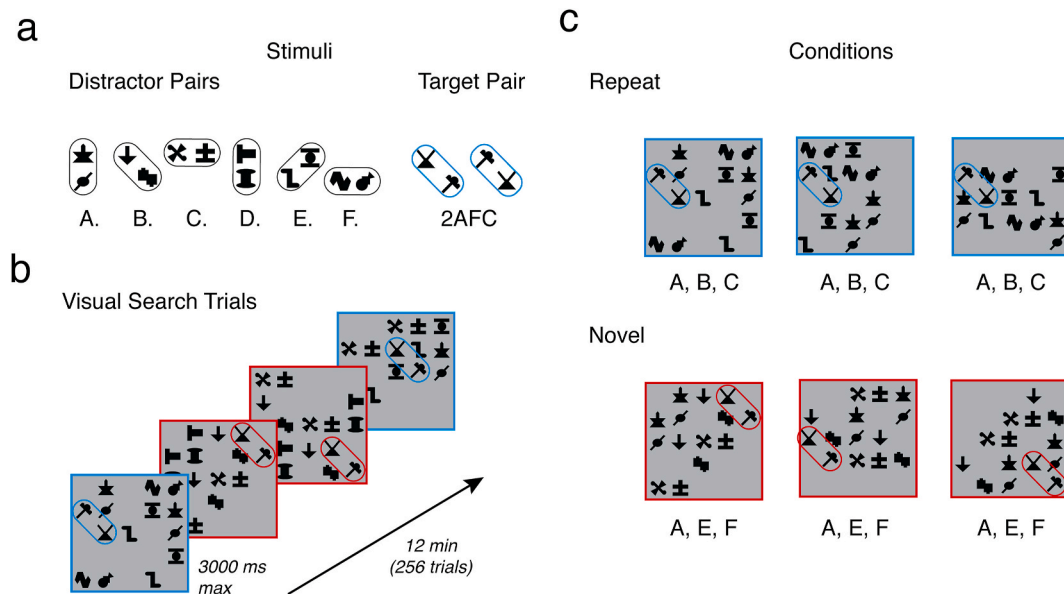 a
Stimuli
Distractor Pairs
Target Pair
A. B. C. D. E. F.
2AFC
b
Visual Search Trials
3000 ms
max
12 min
(256 trials)
c
Conditions
Repeat
A, B, C
A, B, C
A, B, C
Novel
A, E, F
A, E, F
A, E, F